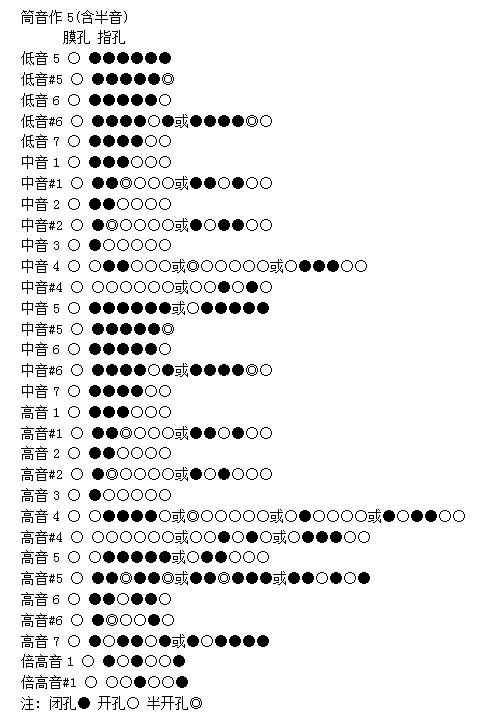 筒音作 5(含半音)
膜孔 指孔
低音 5 ○ ●●●●●●
低音#5 ○ ●●●●●◎
低音 6 ○ ●●●●●○
低音#6 ○ ●●●●○●或●●●●◎○
低音 7 ○ ●●●●○○
中音 1 ○ ●●●○○○
中音#1 ○ ●●◎○○○或●●○●○○
中音 2 ○ ●●○○○○
中音#2 ○ ●◎○○○○或●○●●○○
中音 3 ○ ●○○○○○
中音 4 ○ ○●●○○○或◎○○○○○或○●●●○○
中音#4 ○ ○○○○○○或○○●○●○
中音 5 ○ ●●●●●●或○●●●●●
中音#5 ○ ●●●●●◎
中音 6 ○ ●●●●●○
中音#6 ○ ●●●●○●或●●●●◎○
中音 7 ○ ●●●●○○
高音 1 ○ ●●●○○○
高音#1 ○ ●●◎○○○或●●○●○○
高音 2 ○ ●●○○○○
高音#2 ○ ●◎○○○○或●○●○○○
高音 3 ○ ●○○○○○
高音 4 ○ ○●●●●○或◎○○○○○或○●○○○○或●○●●○○
高音#4 ○ ○○○○○○或○○●○●○或○●●●○○
高音 5 ○ ○●●●●●或○●●○○○
高音#5 ○ ●●◎●●◎或●●◎●●●或●●○●○●
高音 6 ○ ●●○●●○
高音#6 ○ ●◎○○●○
高音 7 ○ ●○●●○●或●○●●●●
倍高音 1 ○ ●○●○○●
倍高音#1 ○ ○○●○○●
注: 闭孔● 开孔○ 半开孔◎